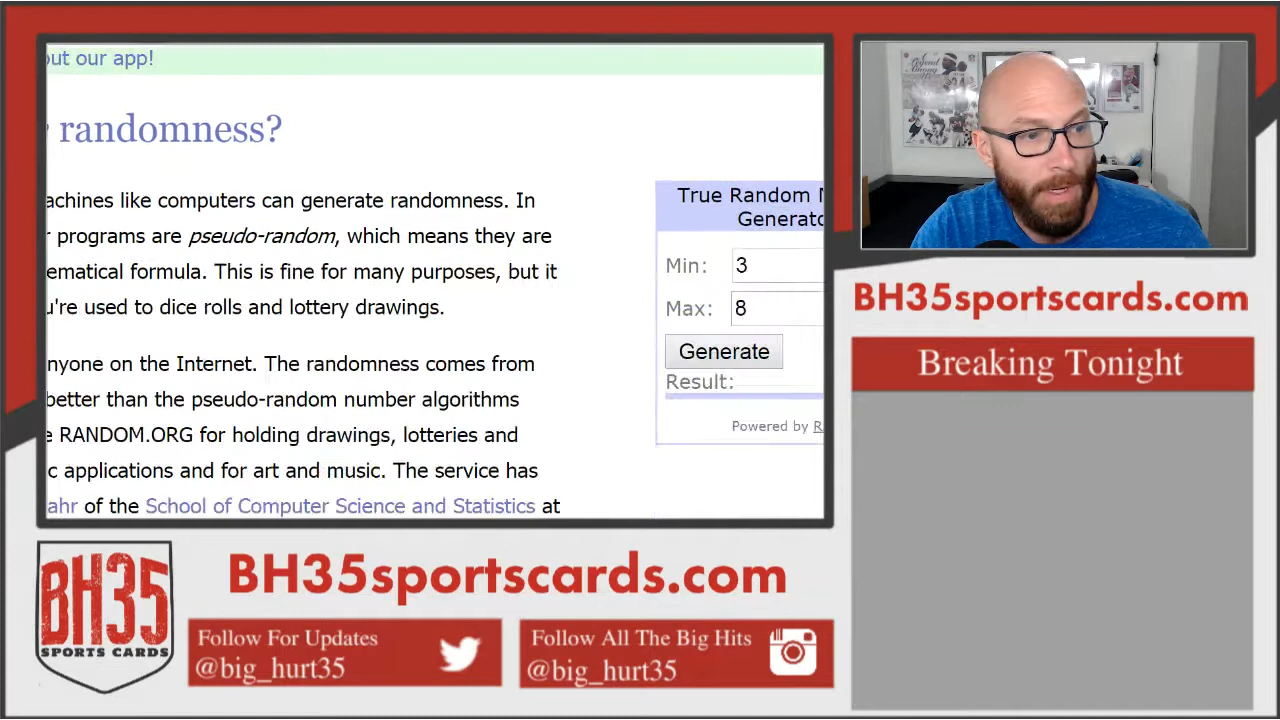 out our app!
randomness?
achines like computers can generate randomness. In
r programs are pseudo-random, which means they are
ematical formula. This is fine for many purposes, but it
u're used to dice rolls and lottery drawings.
nyone on the Internet. The randomness comes from
better than the pseudo-random number algorithms
e RANDOM.ORG for holding drawings, lotteries and
c applications and for art and music. The service has
ahr of the School of Computer Science and Statistics at
True Random N
Generato
Min: 3
Max: 8
Generate
Result:
Powered by R
BH35sportscards.com
Breaking Tonight
BH35
SPORTS CARDS
BH35sportscards.com
Follow For Updates
@big_hurt35
Follow All The Big Hits
@big_hurt35